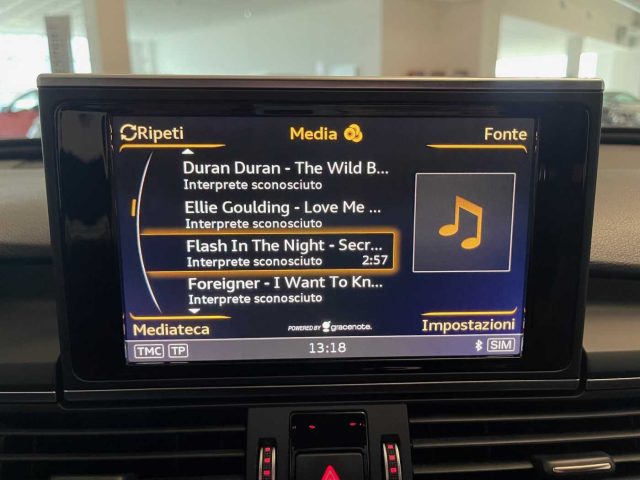 Ripeti Media Fonte
Duran Duran - The Wild B...
Interprete sconosciuto
Ellie Goulding - Love Me ...
Interprete sconosciuto
Flash In The Night - Secr...
Interprete sconosciuto 2:57
Foreigner - I Want To Kn...
Interprete sconosciuto
Mediateca POWERED BY gracenote. Impostazioni
TMC TP 13:18 SIM